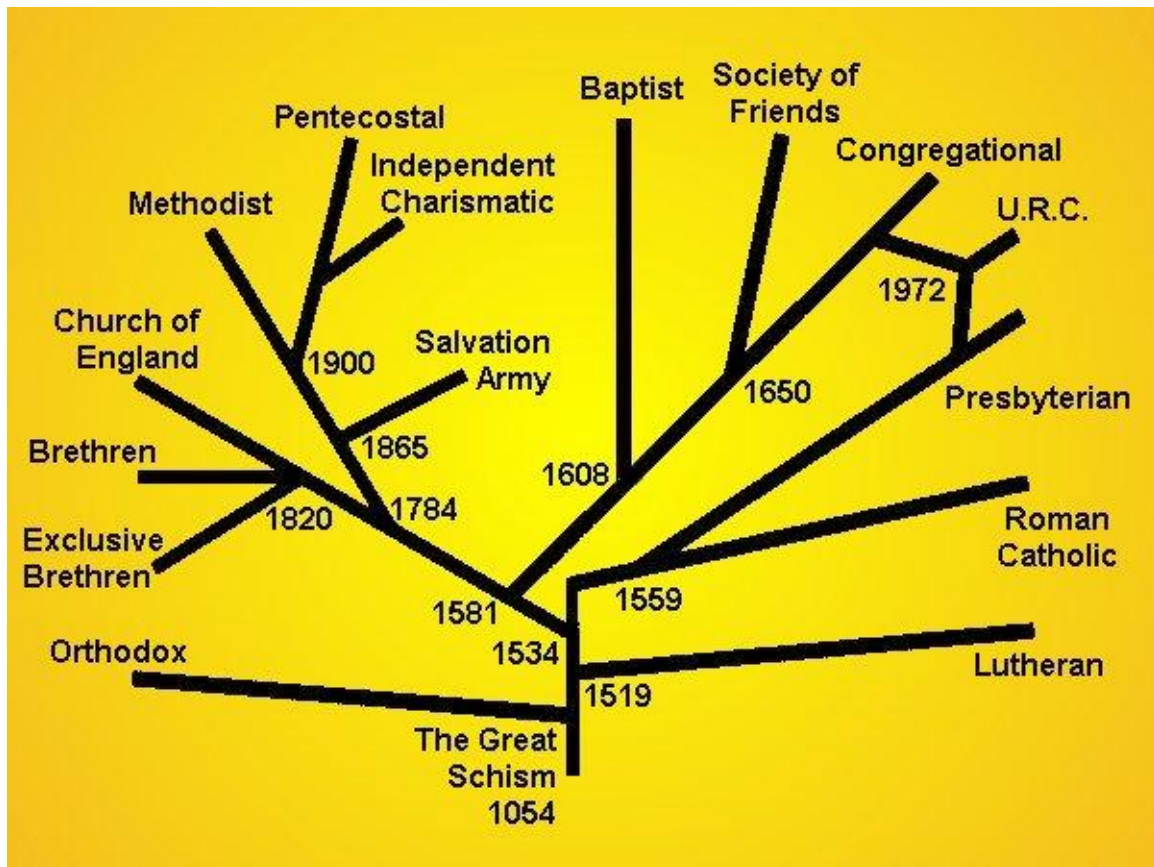 Baptist
Society of
Friends
Pentecostal
Congregational
Independent
Charismatic
Methodist
U.R.C.
1972
Church of
England
1900
Salvation
Army
1650
Presbyterian
Brethren
1865
1608
1784
1820
Roman
Catholic
Exclusive
Brethren
1559
1581
1534
Orthodox
Lutheran
1519
The Great
Schism
1054